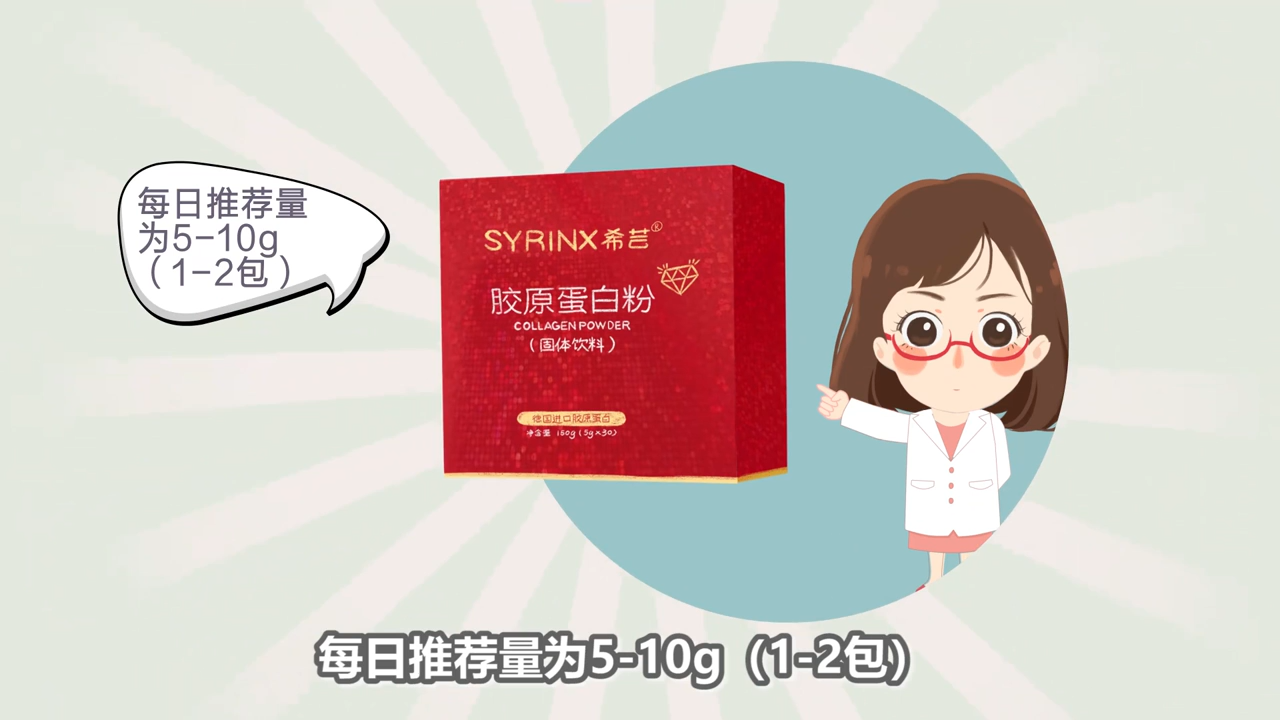 每日推荐量
为5-10g
（1-2包）
SYRINX希芸®
胶原蛋白粉
COLLAGEN POWDER
（固体饮料）
德国进口胶原蛋白
净含量 150g(5g×30)
每日推荐量为5-10g（1-2包）